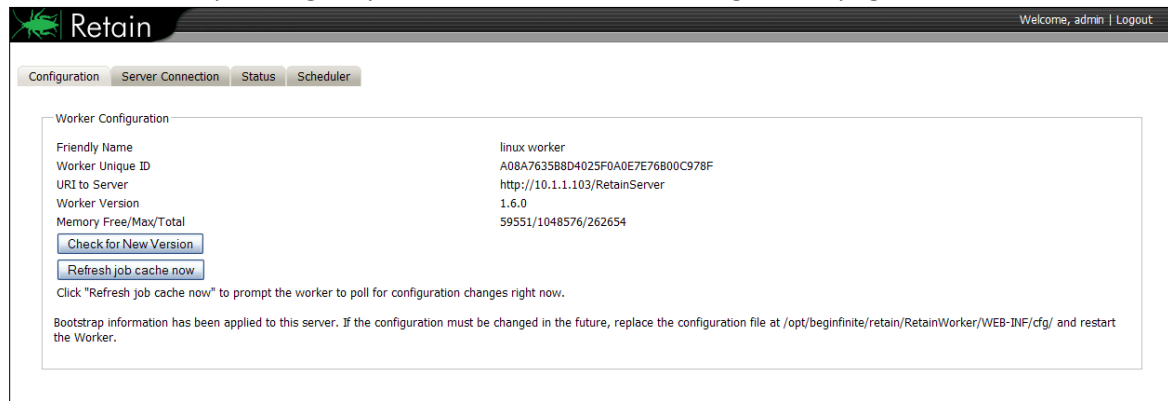 Retain
Welcome, admin | Logout
Configuration Server Connection Status Scheduler
Worker Configuration
Friendly Name linux worker
Worker Unique ID A08A7635B8D4025F0A0E7E76B00C978F
URI to Server http://10.1.1.103/RetainServer
Worker Version 1.6.0
Memory Free/Max/Total 59551/1048576/262654
Check for New Version
Refresh job cache now
Click "Refresh job cache now" to prompt the worker to poll for configuration changes right now.
Bootstrap information has been applied to this server. If the configuration must be changed in the future, replace the configuration file at /opt/beginfinite/retain/RetainWorker/WEB-INF/cfg/ and restart
the Worker.